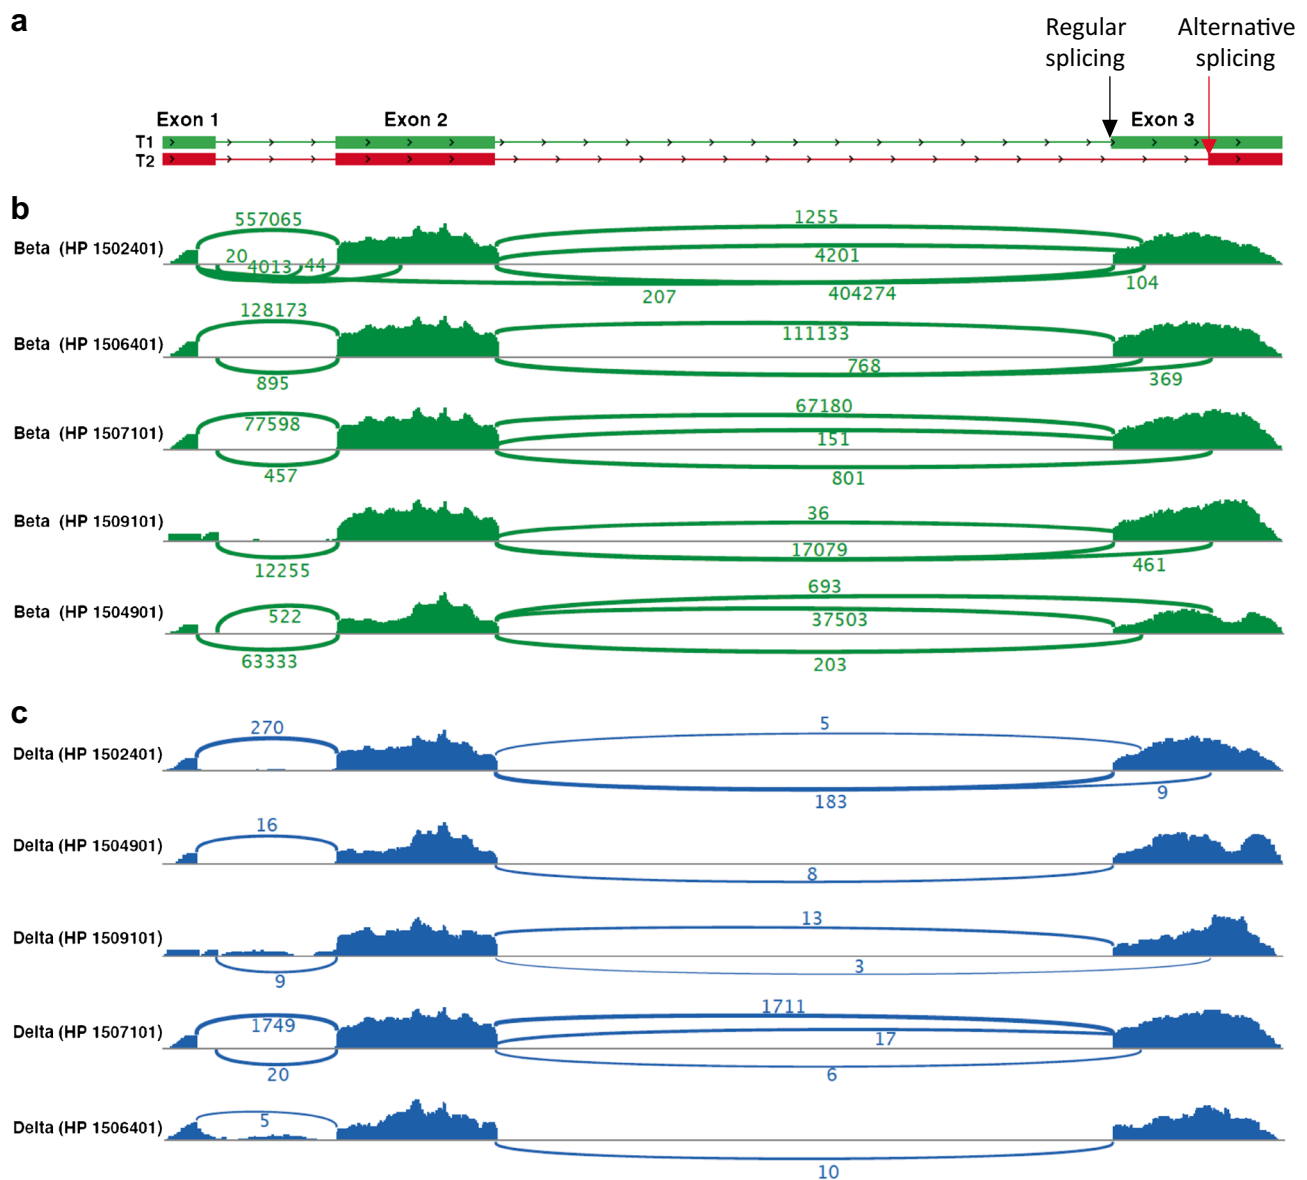 a
Regular splicing
Alternative splicing
Exon 1
Exon 2
Exon 3
T1
T2
b
557065
1255
Beta (HP 1502401)
20
4013
44
4201
207
404274
104
128173
111133
Beta (HP 1506401)
895
768
369
77598
67180
Beta (HP 1507101)
151
457
801
36
Beta (HP 1509101)
12255
17079
461
693
Beta (HP 1504901)
522
37503
63333
203
c
270
5
Delta (HP 1502401)
183
9
16
Delta (HP 1504901)
8
13
Delta (HP 1509101)
9
3
1711
Delta (HP 1507101)
1749
17
20
6
Delta (HP 1506401)
5
10